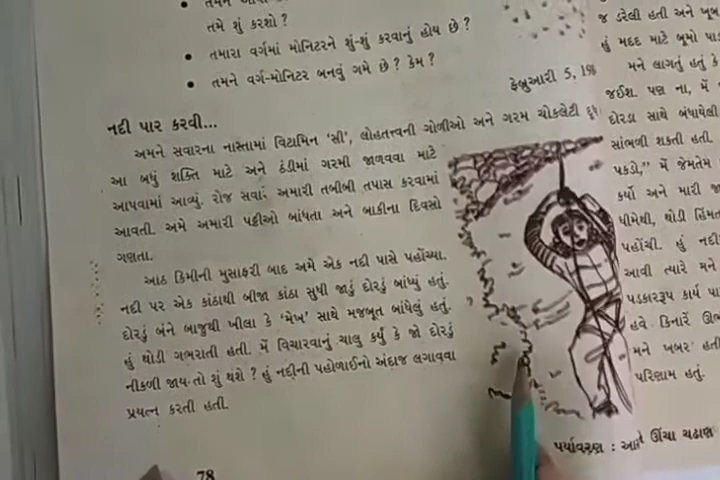 તમે શું કરશો ?
• તમારા વર્ગમાં મોનિટરને શું-શું કરવાનું હોય છે ?
• તમને વર્ગ-મોનિટર બનવું ગમે છે ? કેમ ?
ફેબ્રુઆરી 5, 19
નદી પાર કરવી...
અમને સવારના નાસ્તામાં વિટામિન ‘સી’, લોહતત્ત્વની ગોળીઓ અને ગરમ ચોકલેટી દૂધ
આ બધું શક્તિ માટે અને ઠંડીમાં ગરમી જાળવવા માટે
આપવામાં આવ્યું. રોજ સવારે અમારી તબીબી તપાસ કરવામાં
આવતી. અમે અમારી પટ્ટીઓ બાંધતા અને બાકીના દિવસો
ગણતા.
આઠ કિમીની મુસાફરી બાદ અમે એક નદી પાસે પહોંચ્યા.
નદી પર એક કાંઠાથી બીજા કાંઠા સુધી જાડું દોરડું બાંધ્યું હતું.
દોરડું બંને બાજુથી ખીલા કે ‘મેખ’ સાથે મજબૂત બાંધેલું હતું.
હું થોડી ગભરાતી હતી. મેં વિચારવાનું ચાલુ કર્યું કે જો દોરડું
નીકળી જાય તો શું થશે ? હું નદીની પહોળાઈનો અંદાજ લગાવવા
પ્રયત્ન કરતી હતી.
78
જ ડરેલી હતી અને ખૂબ
હું મદદ માટે બૂમો પા
મને લાગતું હતું કે
જઈશ. પણ ના, મેં
દોરડા સાથે બંધાયેલી
સાંભળી શકતી હતી.
પકડો,” મેં જેમતેમ
કર્યો અને મારી જા
ધીમેથી, થોડી હિંમત
પહોંચી. હું નદી
આવી ત્યારે મને
પડકારરૂપ કાર્ય પા
હવે કિનારે ઊભ
મને ખબર હતી
પરિણામ હતું.
પર્યાવરણ : ઊંચા ચઢાણ